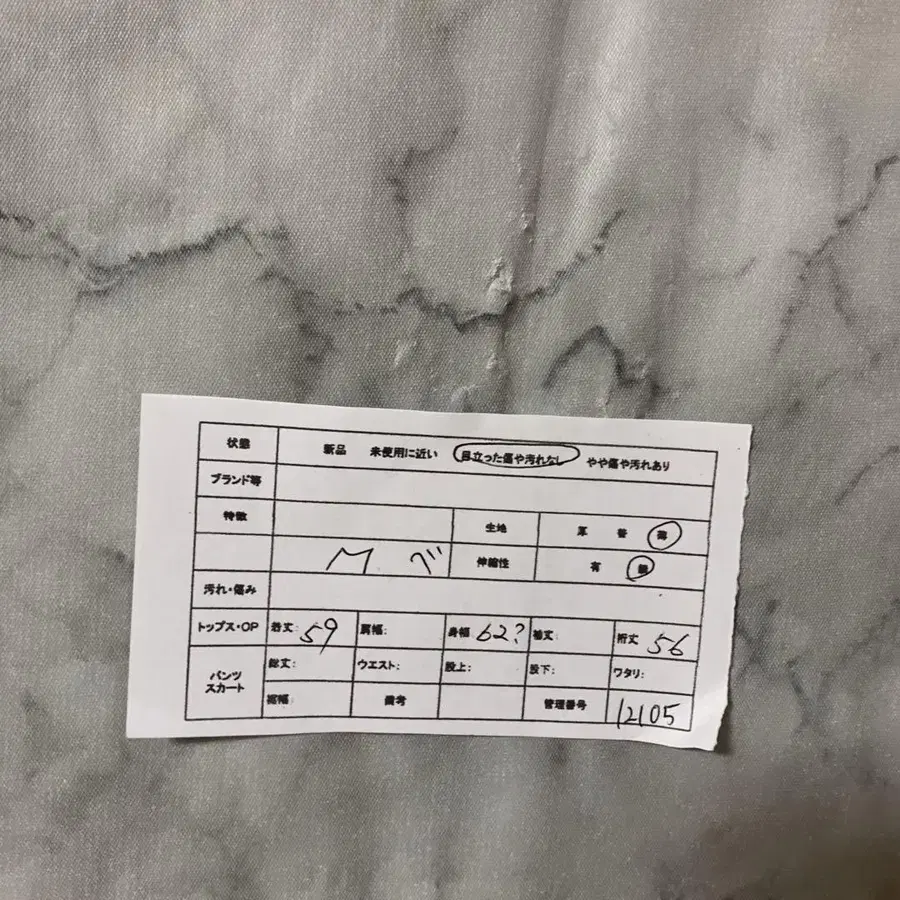 状態 新品 未使用に近い 目立った傷や汚れなし やや傷や汚れあり
ブランド等
特徴 生地 厚 普 薄
M ベ 伸縮性 有 無
汚れ・傷み
トップス・OP 着丈: 59 肩幅: 身幅 62? 袖丈: 裄丈 56
パンツ スカート 総丈: ウエスト: 股上: 股下: ワタリ:
裾幅: 備考 管理番号 12105